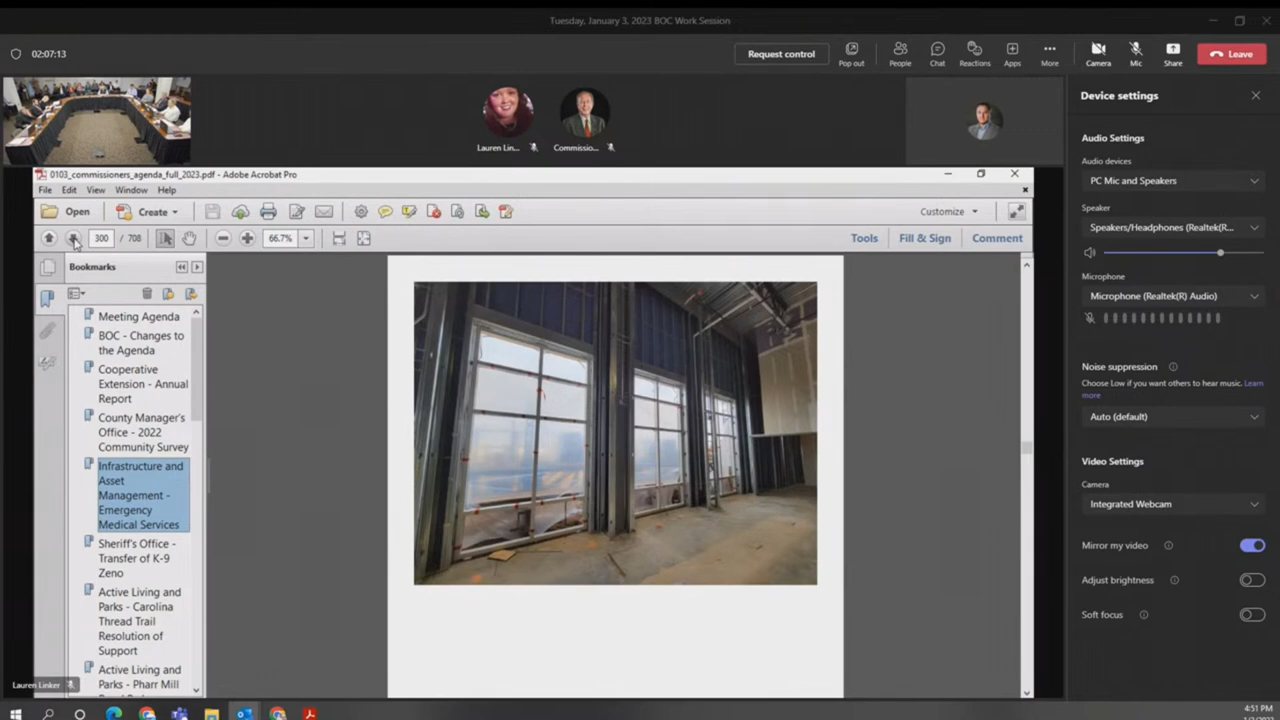 Tuesday, January 3, 2023 BOC Work Session
02:07:13
Request control
Pop out
People
Chat
Reactions
Apps
More
Camera
Mic
Share
Leave
Lauren Lin...
Commissio...
Device settings
Audio Settings
Audio devices
PC Mic and Speakers
Speaker
Speakers/Headphones (Realtek(R...
Microphone
Microphone (Realtek(R) Audio)
Noise suppression
Choose Low if you want others to hear music. Learn
more
Auto (default)
Video Settings
Camera
Integrated Webcam
Mirror my video
Adjust brightness
Soft focus
0103_commissioners_agenda_full_2023.pdf - Adobe Acrobat Pro
File Edit View Window Help
Open
Create
Customize
300 / 708
66.7%
Tools
Fill & Sign
Comment
Bookmarks
Meeting Agenda
BOC - Changes to
the Agenda
Cooperative
Extension - Annual
Report
County Manager's
Office - 2022
Community Survey
Infrastructure and
Asset
Management -
Emergency
Medical Services
Sheriff's Office -
Transfer of K-9
Zeno
Active Living and
Parks - Carolina
Thread Trail
Resolution of
Support
Active Living and
Parks - Pharr Mill
Lauren Linker
4:51 PM